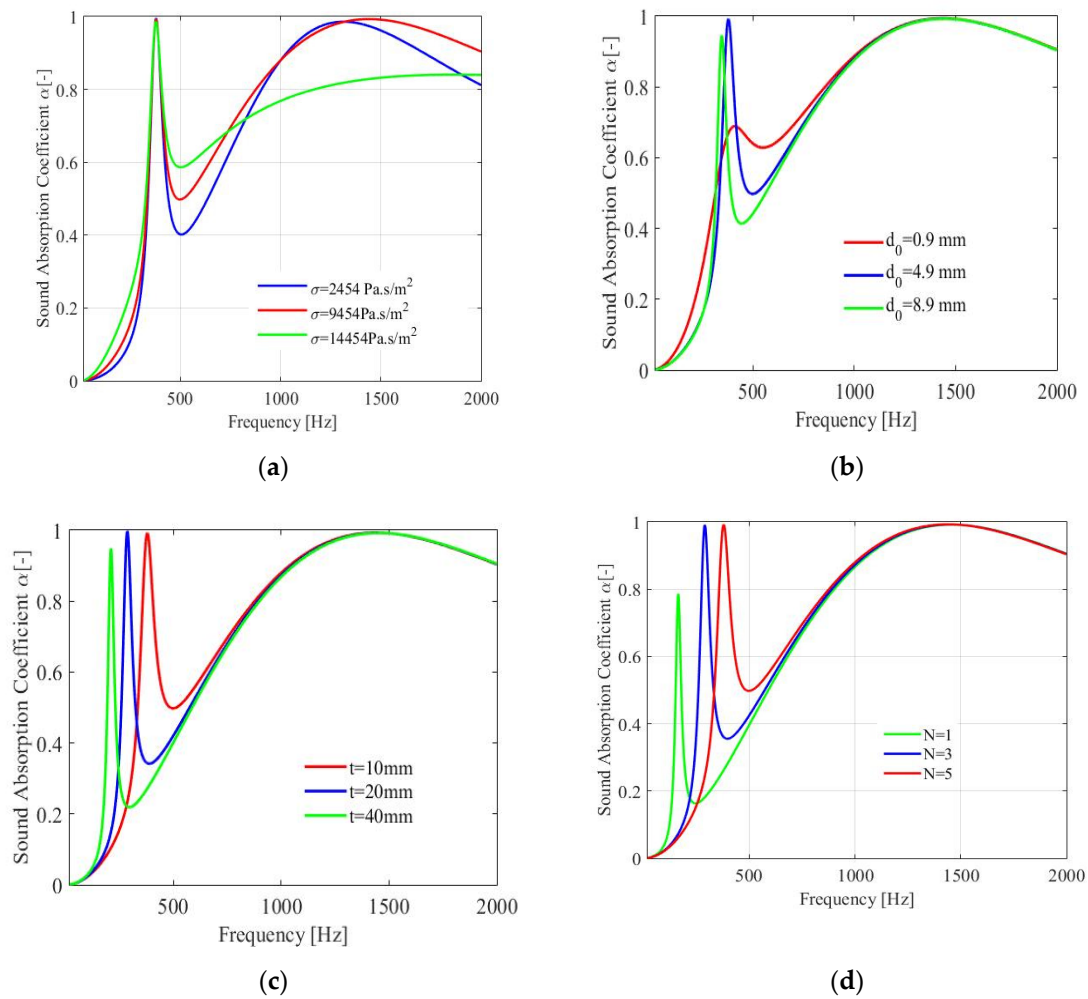 Sound Absorption Coefficient α[-]
1
0.8
0.6
0.4
0.2
0
500
1000
1500
2000
Frequency [Hz]
σ=2454 Pa.s/m²
σ=9454Pa.s/m²
σ=14454Pa.s/m²
(a)
Sound Absorption Coefficient α[-]
1
0.8
0.6
0.4
0.2
0
500
1000
1500
2000
Frequency [Hz]
d₀=0.9 mm
d₀=4.9 mm
d₀=8.9 mm
(b)
Sound Absorption Coefficient α[-]
1
0.8
0.6
0.4
0.2
0
500
1000
1500
2000
Frequency [Hz]
t=10mm
t=20mm
t=40mm
(c)
Sound Absorption Coefficient α[-]
1
0.8
0.6
0.4
0.2
0
500
1000
1500
2000
Frequency [Hz]
N=1
N=3
N=5
(d)